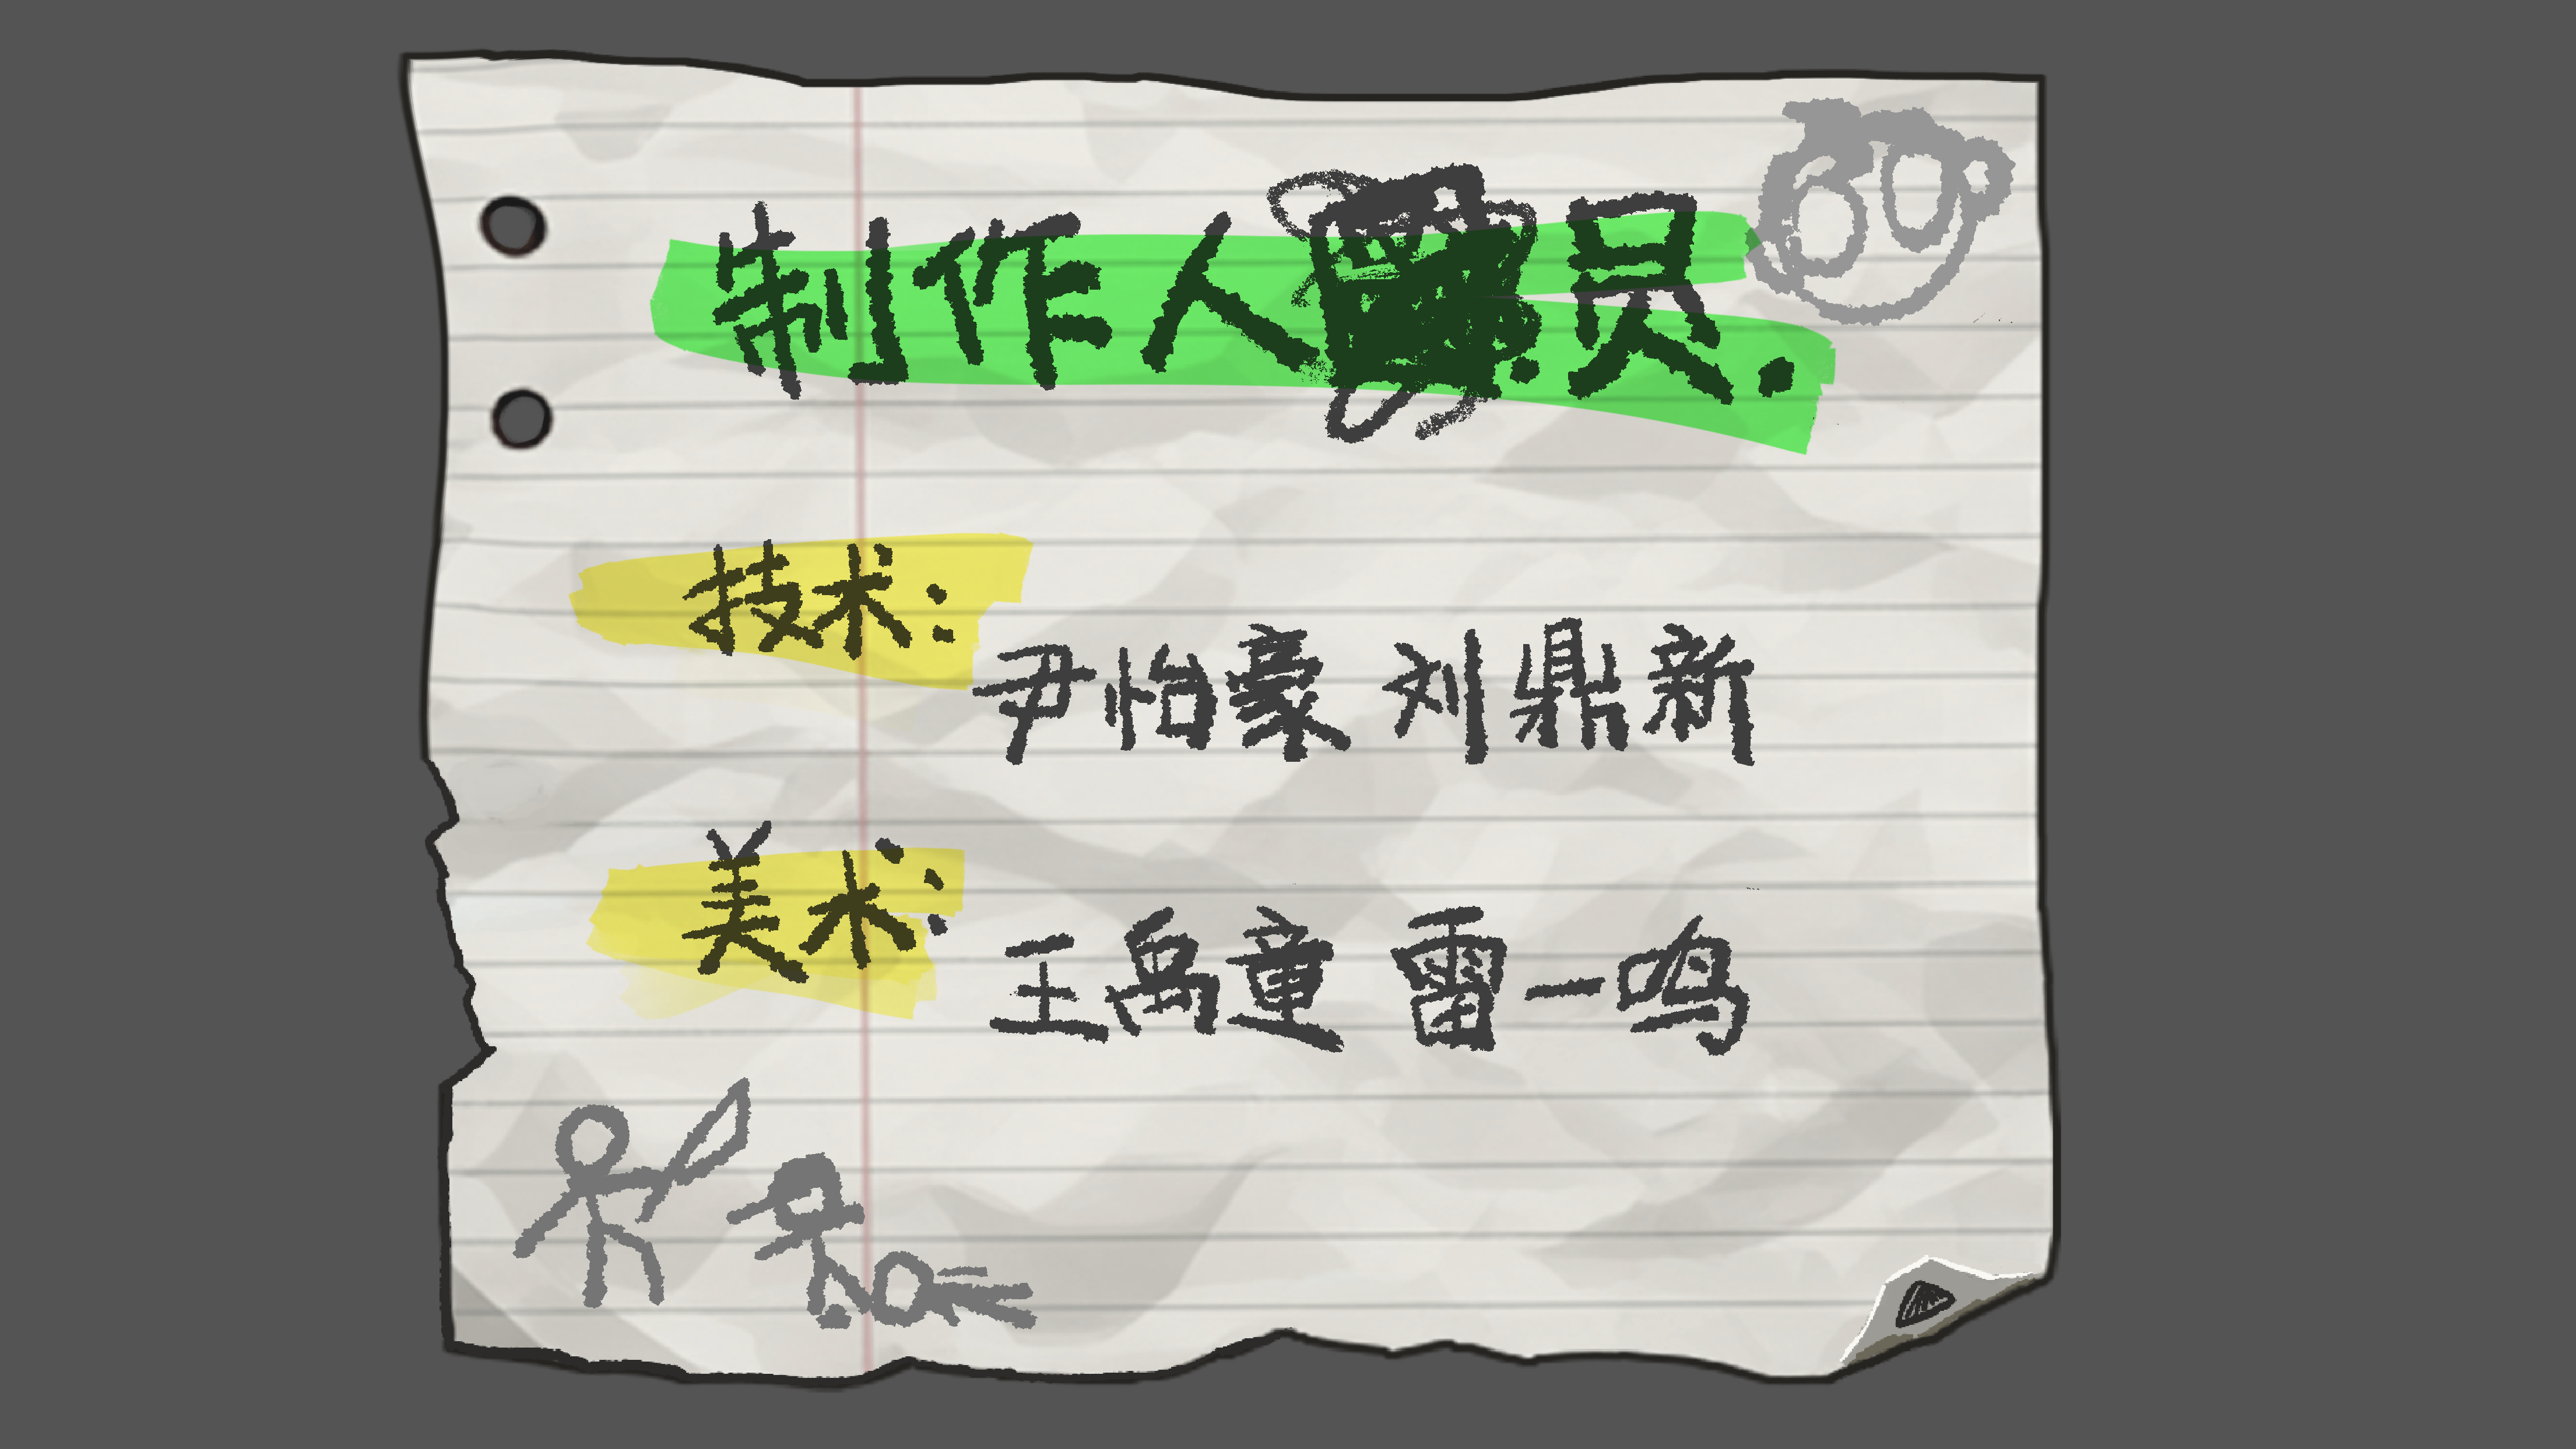 制作人员.
技术:
尹怡豪 刘鼎新
美术:
王禹童 雷一鸣